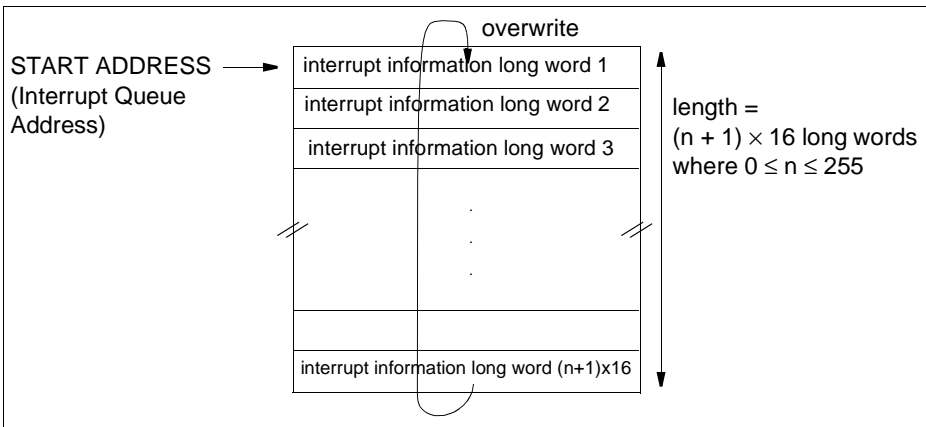 overwrite
START ADDRESS
(Interrupt Queue
Address)
interrupt information long word 1
interrupt information long word 2
interrupt information long word 3
.
.
.
interrupt information long word (n+1)x16
length =
(n + 1) × 16 long words
where 0 ≤ n ≤ 255